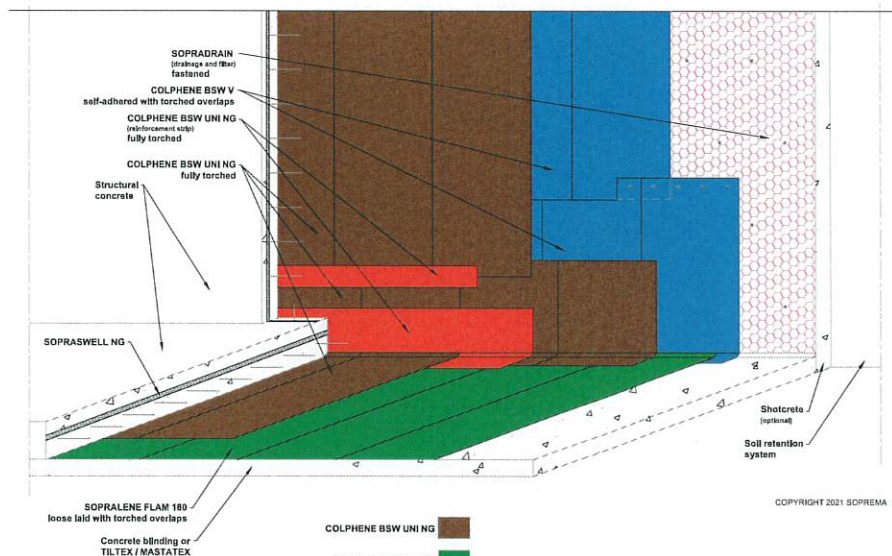 SOPRADRAIN
(drainage and filter)
fastened
COLPHENE BSW V
self-adhered with torched overlaps
COLPHENE BSW UNI NG
(reinforcement strip)
fully torched
COLPHENE BSW UNI NG
fully torched
Structural
concrete
SOPRASWELL NG
Shotcrete
(optional)
Soil retention
system
SOPRALENE FLAM 180
loose laid with torched overlaps
Concrete blinding or
TILTEX / MASTATEX
COPYRIGHT 2021 SOPREMA
COLPHENE BSW UNI NG